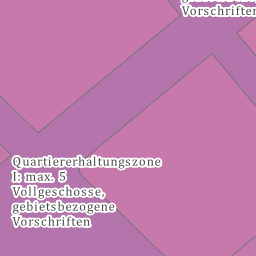 Vorschriften
Quartiererhaltungszone
I: max. 5
Vollgeschosse,
gebietsbezogene
Vorschriften